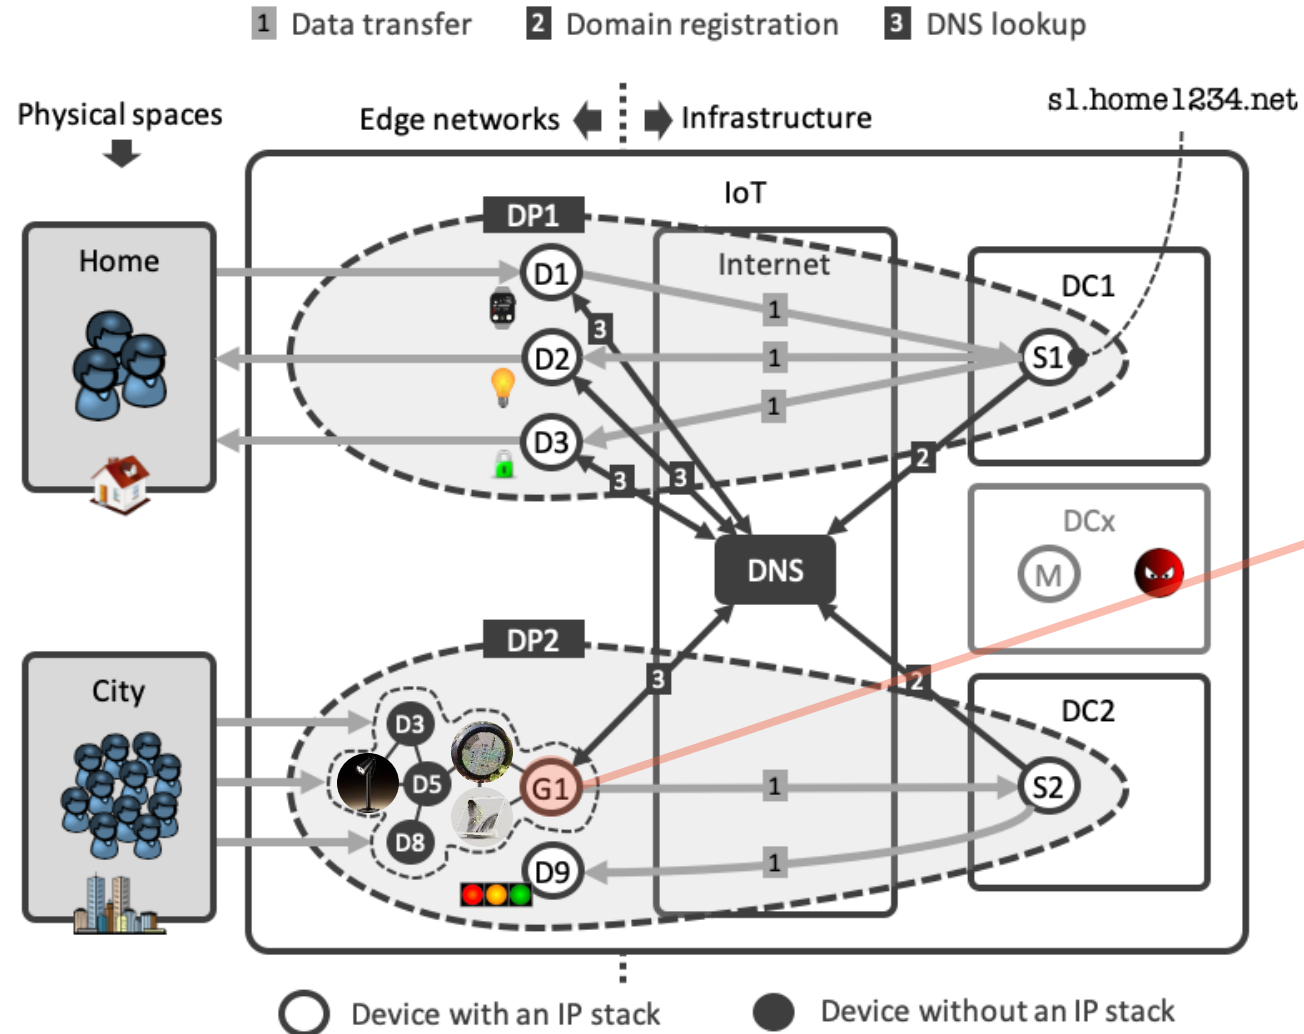 1 Data transfer 2 Domain registration 3 DNS lookup
Physical spaces
Edge networks
Infrastructure
s1.home1234.net
IoT
DP1
Home
D1
Internet
DC1
1
3
D2
1
S1
1
D3
3
3
2
DCx
M
DNS
DP2
City
3
2
DC2
D3
D5
G1
1
S2
D8
D9
1
Device with an IP stack
Device without an IP stack